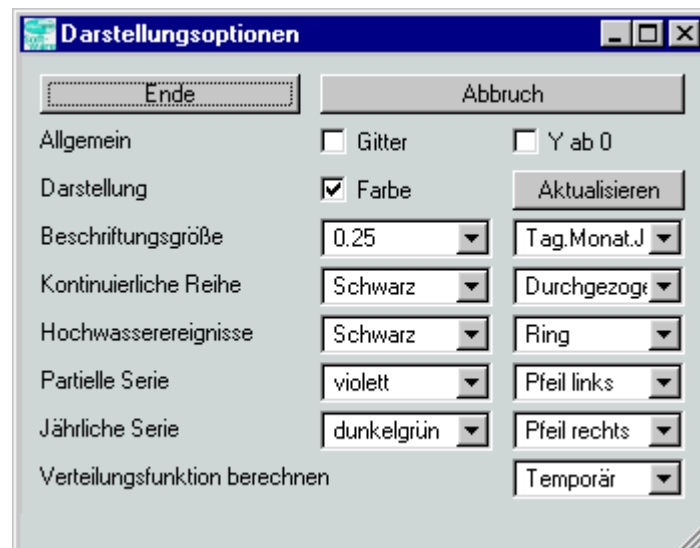 Darstellungsoptionen
Ende Abbruch
Allgemein Gitter Y ab 0
Darstellung Farbe Aktualisieren
Beschriftungsgröße 0.25 Tag.Monat.J
Kontinuierliche Reihe Schwarz Durchgezoge
Hochwasserereignisse Schwarz Ring
Partielle Serie violett Pfeil links
Jährliche Serie dunkelgrün Pfeil rechts
Verteilungsfunktion berechnen Temporär